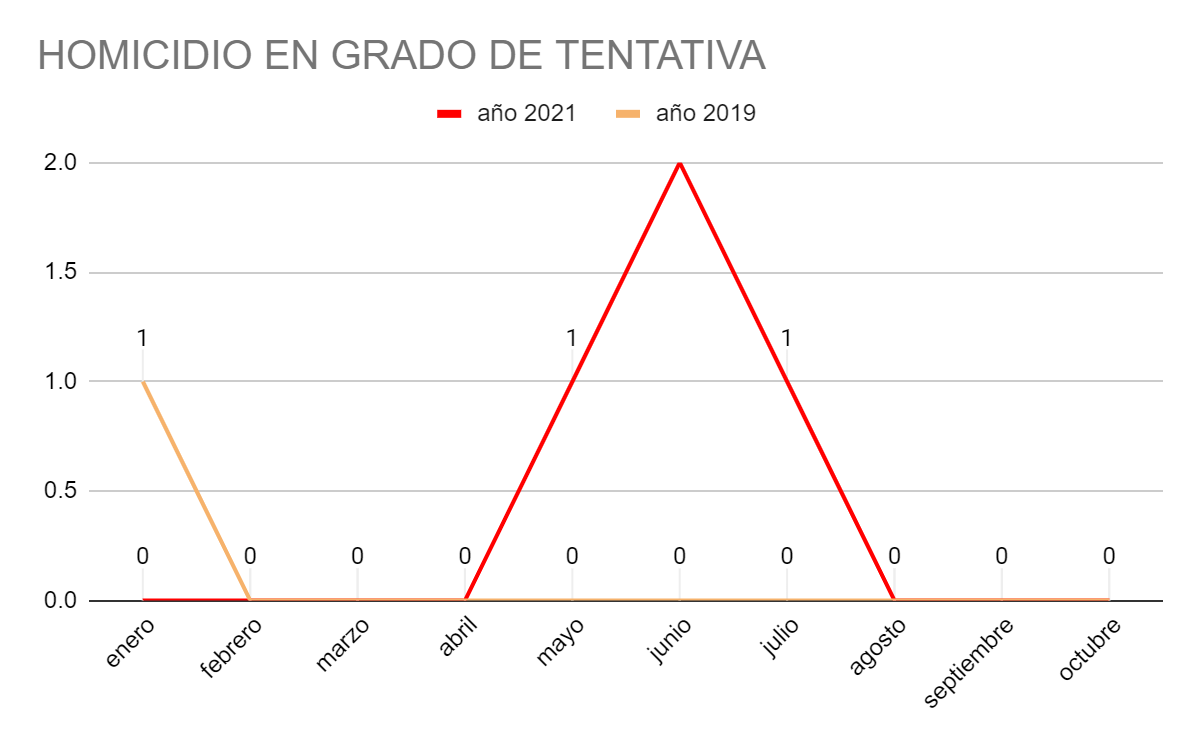 HOMICIDIO EN GRADO DE TENTATIVA
año 2021 año 2019
2.0
1.5
1 1 1
1.0
0.5
0 0 0 0 0 0 0 0 0 0
0.0
enero febrero marzo abril mayo junio julio agosto septiembre octubre